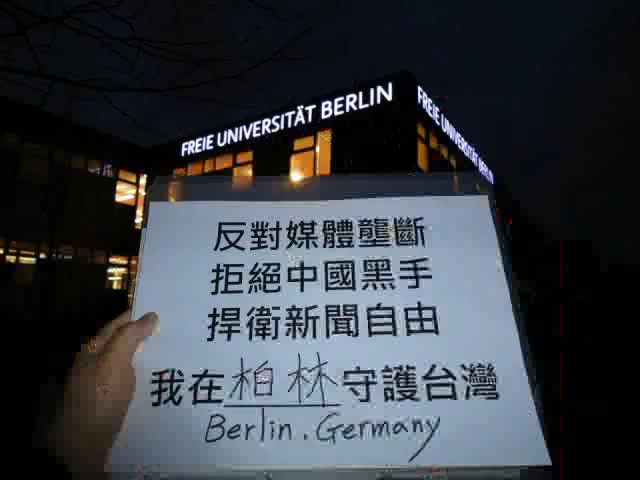 FREIE UNIVERSITÄT BERLIN
FREIE UNIVERSITÄT BERLIN
反對媒體壟斷
拒絕中國黑手
捍衛新聞自由
我在柏林守護台灣
Berlin. Germany